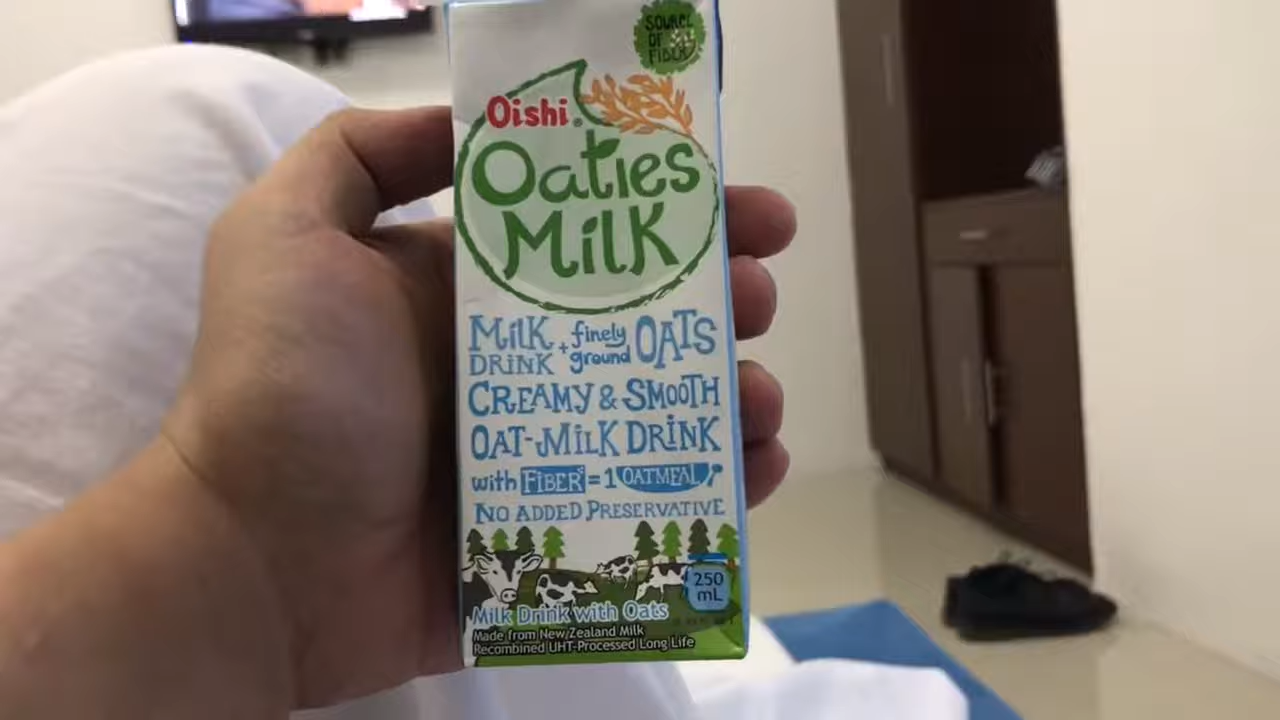 SOURCE
OF
FIBER
Oishi®
Oaties
Milk
MILK DRINK + finely ground OATS
CREAMY & SMOOTH
OAT-MILK DRINK
with FIBER = 1 OATMEAL
NO ADDED PRESERVATIVE
250 mL
Milk Drink with Oats
Made from New Zealand Milk
Recombined UHT-Processed Long Life